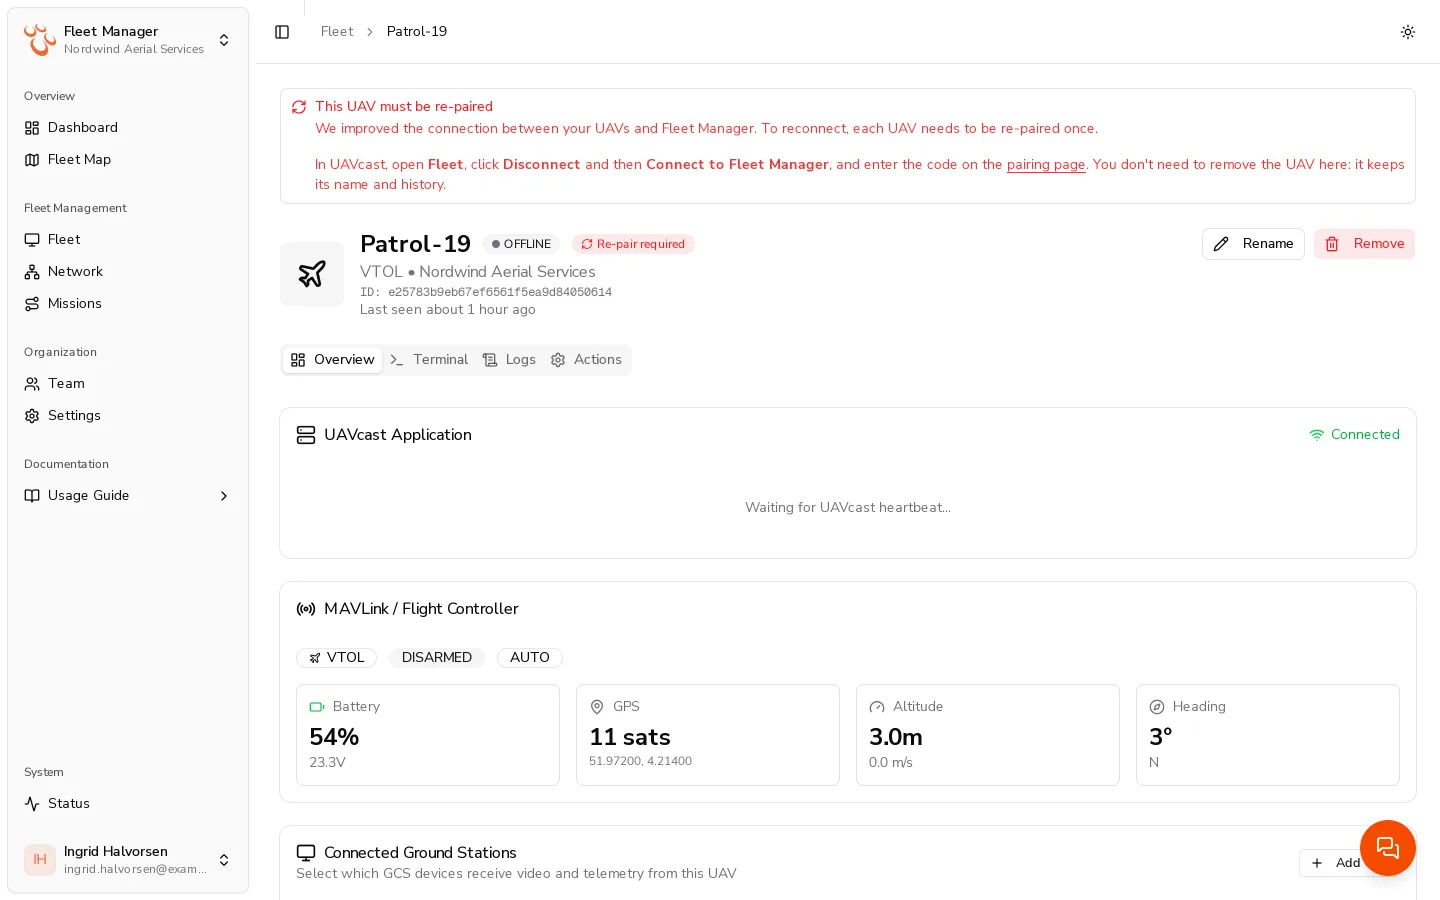 Fleet Manager
Nordwind Aerial Services
Overview
Dashboard
Fleet Map
Fleet Management
Fleet
Network
Missions
Organization
Team
Settings
Documentation
Usage Guide
System
Status
IH
Ingrid Halvorsen
ingrid.halvorsen@exam...
Fleet > Patrol-19
This UAV must be re-paired
We improved the connection between your UAVs and Fleet Manager. To reconnect, each UAV needs to be re-paired once.
In UAVcast, open Fleet, click Disconnect and then Connect to Fleet Manager, and enter the code on the pairing page. You don't need to remove the UAV here: it keeps
its name and history.
Patrol-19 OFFLINE Re-pair required
Rename Remove
VTOL • Nordwind Aerial Services
ID: e25783b9eb67ef6561f5ea9d84050614
Last seen about 1 hour ago
Overview Terminal Logs Actions
UAVcast Application
Connected
Waiting for UAVcast heartbeat...
MAVLink / Flight Controller
VTOL DISARMED AUTO
Battery
54%
23.3V
GPS
11 sats
51.97200, 4.21400
Altitude
3.0m
0.0 m/s
Heading
3°
N
Connected Ground Stations
Select which GCS devices receive video and telemetry from this UAV
Add